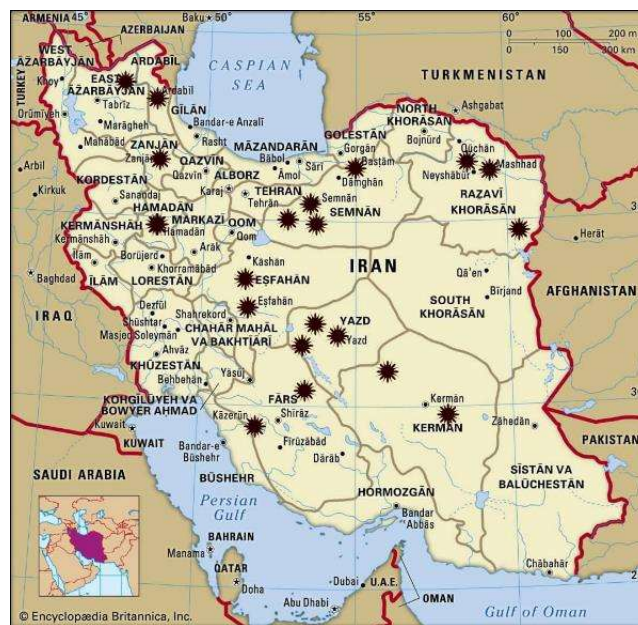 ARMENIA
45°
Baku
50
55
60
0 100 200 mi
0 150 300 km
AZERBAIJAN
WEST
ĀZARBĀYJĀN
ARDABĪL
CASPIAN
SEA
TURKMENISTAN
TURKEY
Khoy
EAST
ĀZARBĀYJĀN
Ardabīl
Tabrīz
GĪLĀN
Ashgabat
Orūmīyeh
Marāgheh
Bandar-e Anzalī
NORTH
KHORĀSĀN
Bojnūrd
Mahābād
Rasht
GOLESTĀN
Gorgān
Qūchān
ZANJĀN
Zanjān
MĀZANDARĀN
Bābol
Sārī
Bastām
Mashhad
Arbil
QAZVĪN
Qazvīn
ALBORZ
Āmol
Dāmghān
Neyshābūr
KORDESTĀN
Karaj
TEHRAN
Tehrān
Semnān
RAZAVĪ
KHORĀSĀN
Kirkuk
Sanandaj
HAMADĀN
Hamadān
SEMNĀN
KERMĀNSHĀH
Kermānshāh
MARKAZĪ
QOM
Qom
Herāt
Arāk
Īlām
Borūjerd
Kāshān
IRAN
Baghdad
Khorramābād
EŞFAHĀN
Qā'en
ĪLĀM
LORESTĀN
Bīrjand
AFGHANISTAN
IRAQ
Dezfūl
Shahrekord
Eşfahān
SOUTH
KHORĀSĀN
Shūshtar
CHAHĀR MAHĀL
VA BAKHTĪĀRĪ
YAZD
Yazd
Masjed Soleymān
Ahvāz
KHŪZESTĀN
Yāsūj
Behbehan
KOHGĪLŪYEH VA
BOWYER AHMAD
FĀRS
Kermān
KERMĀN
Kuwait
Kāzerūn
Shīrāz
Zāhedān
KUWAIT
Bandar-e
Būshehr
Fīrūzābād
PAKISTAN
SAUDI ARABIA
BŪSHEHR
Dārāb
SĪSTĀN VA
BALŪCHESTĀN
Persian
Gulf
HORMOZGĀN
Bandar
Abbās
BAHRAIN
Manama
QATAR
Doha
Dubai
U.A.E.
Chābahār
Abu Dhabi
OMAN
Gulf of Oman
© Encyclopædia Britannica, Inc.